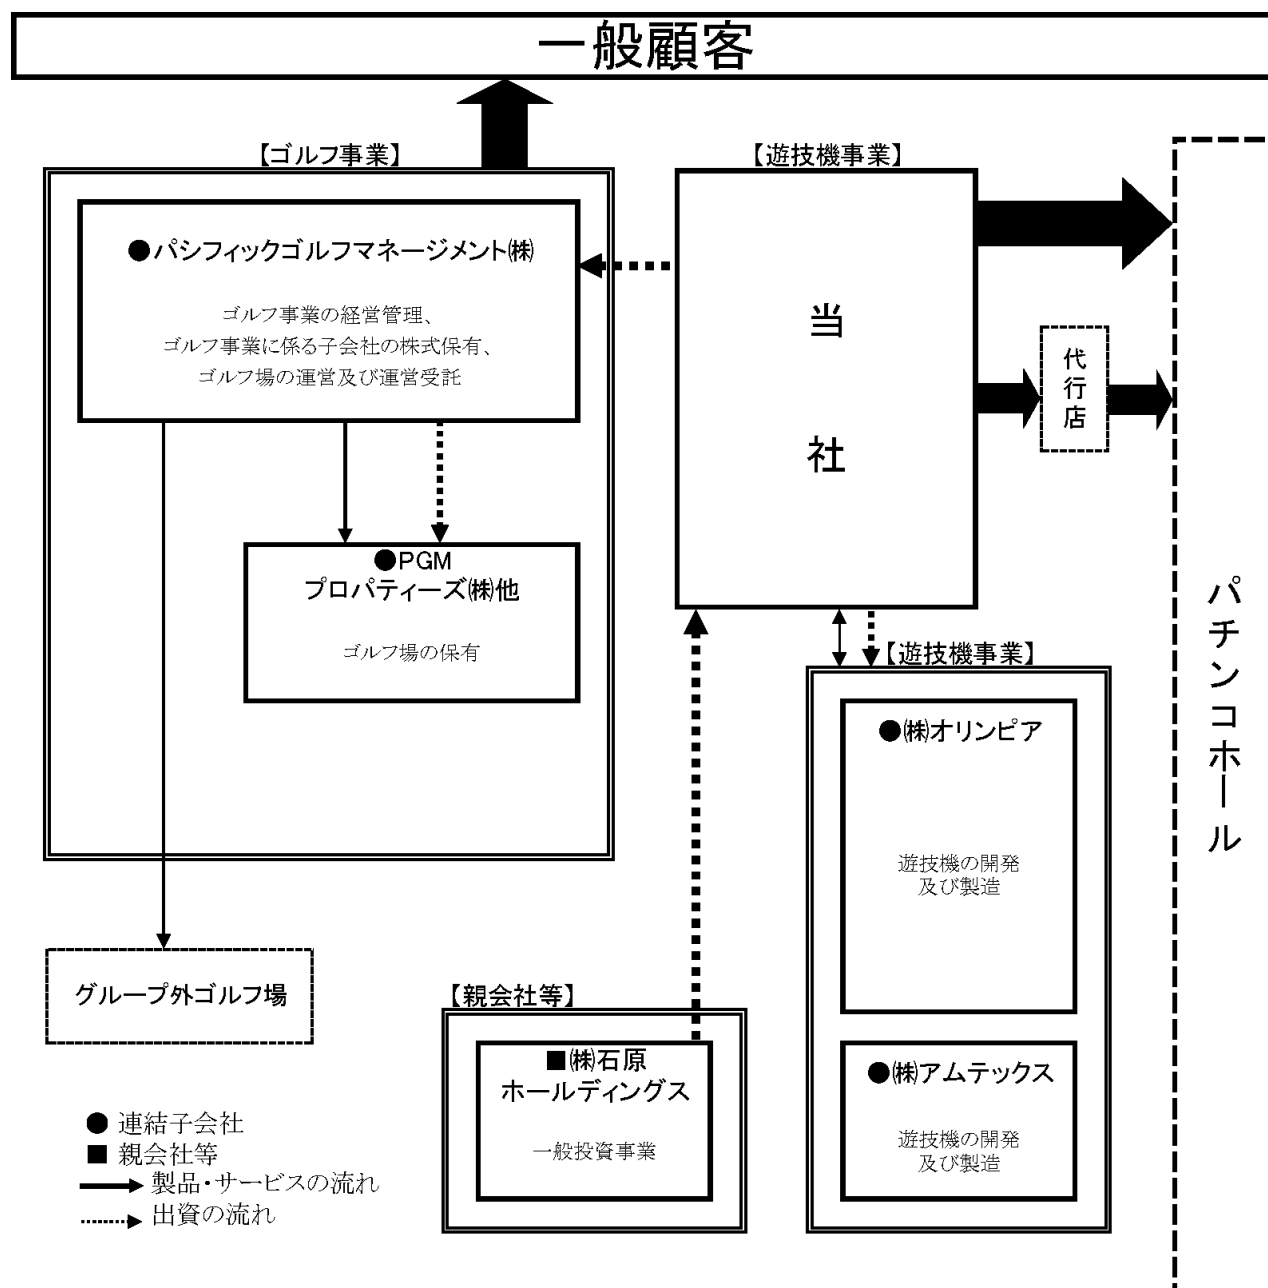 一般顧客
【ゴルフ事業】
●パシフィックゴルフマネージメント㈱
ゴルフ事業の経営管理、
ゴルフ事業に係る子会社の株式保有、
ゴルフ場の運営及び運営受託
●PGM
プロパティーズ㈱他
ゴルフ場の保有
グループ外ゴルフ場
【遊技機事業】
当社
代行店
パチンコホール
【遊技機事業】
●㈱オリンピア
遊技機の開発
及び製造
●㈱アムテックス
遊技機の開発
及び製造
【親会社等】
■㈱石原
ホールディングス
一般投資事業
●連結子会社
■親会社等
製品・サービスの流れ
出資の流れ